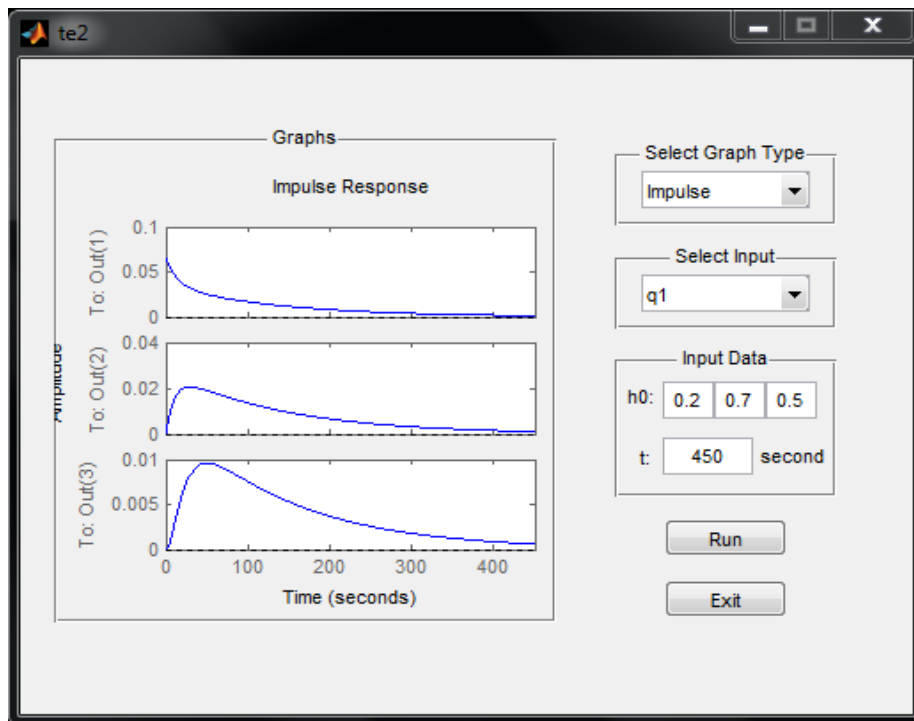 te2
Graphs
Impulse Response
To: Out(1)
0.1
0.05
0
Amplitude
To: Out(2)
0.04
0.02
0
To: Out(3)
0.01
0.005
0
0 100 200 300 400
Time (seconds)
Select Graph Type
Impulse
Select Input
q1
Input Data
h0: 0.2 0.7 0.5
t: 450 second
Run
Exit